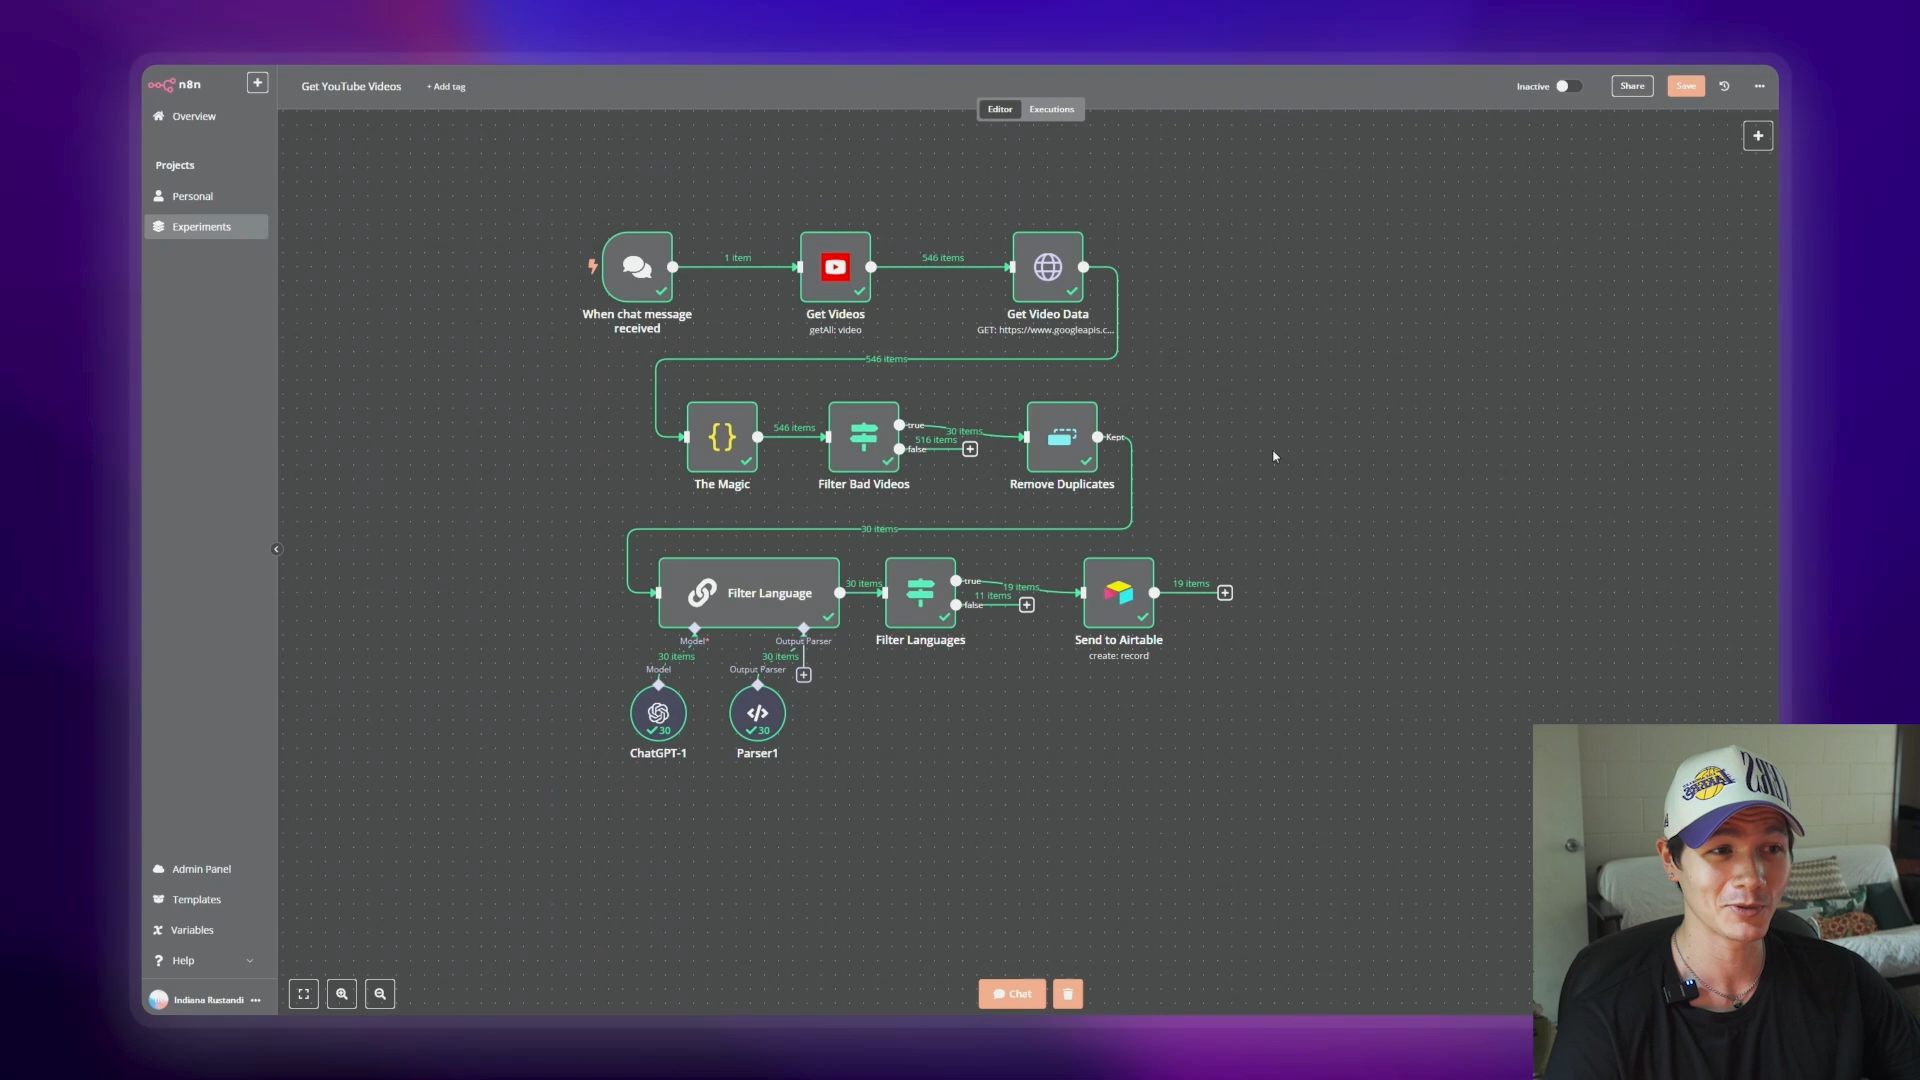 n8n
Get YouTube Videos
+ Add tag
Inactive
Share
Save
Editor
Executions
Overview
Projects
Personal
Experiments
1 item
546 items
When chat message
received
Get Videos
getAll: video
Get Video Data
GET: https://www.googleapis.c...
546 items
546 items
true
30 items
516 items
false
Kept
The Magic
Filter Bad Videos
Remove Duplicates
30 items
Filter Language
30 items
true
19 items
11 items
false
19 items
Model*
Output Parser
Filter Languages
Send to Airtable
create: record
30 items
30 items
Model
Output Parser
30
30
ChatGPT-1
Parser1
Admin Panel
Templates
Variables
Help
Indiana Rustandi
Chat
LAKERS